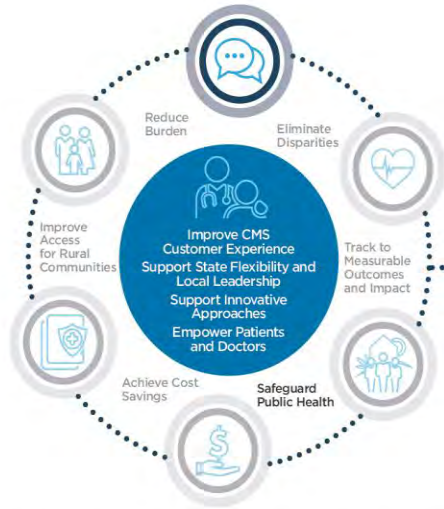 Reduce
Burden
Eliminate
Disparities
Improve
Access
for Rural
Communities
Improve CMS
Customer Experience
Support State Flexibility and
Local Leadership
Support Innovative
Approaches
Empower Patients
and Doctors
Track to
Measurable
Outcomes
and Impact
Achieve Cost
Savings
Safeguard
Public Health
$